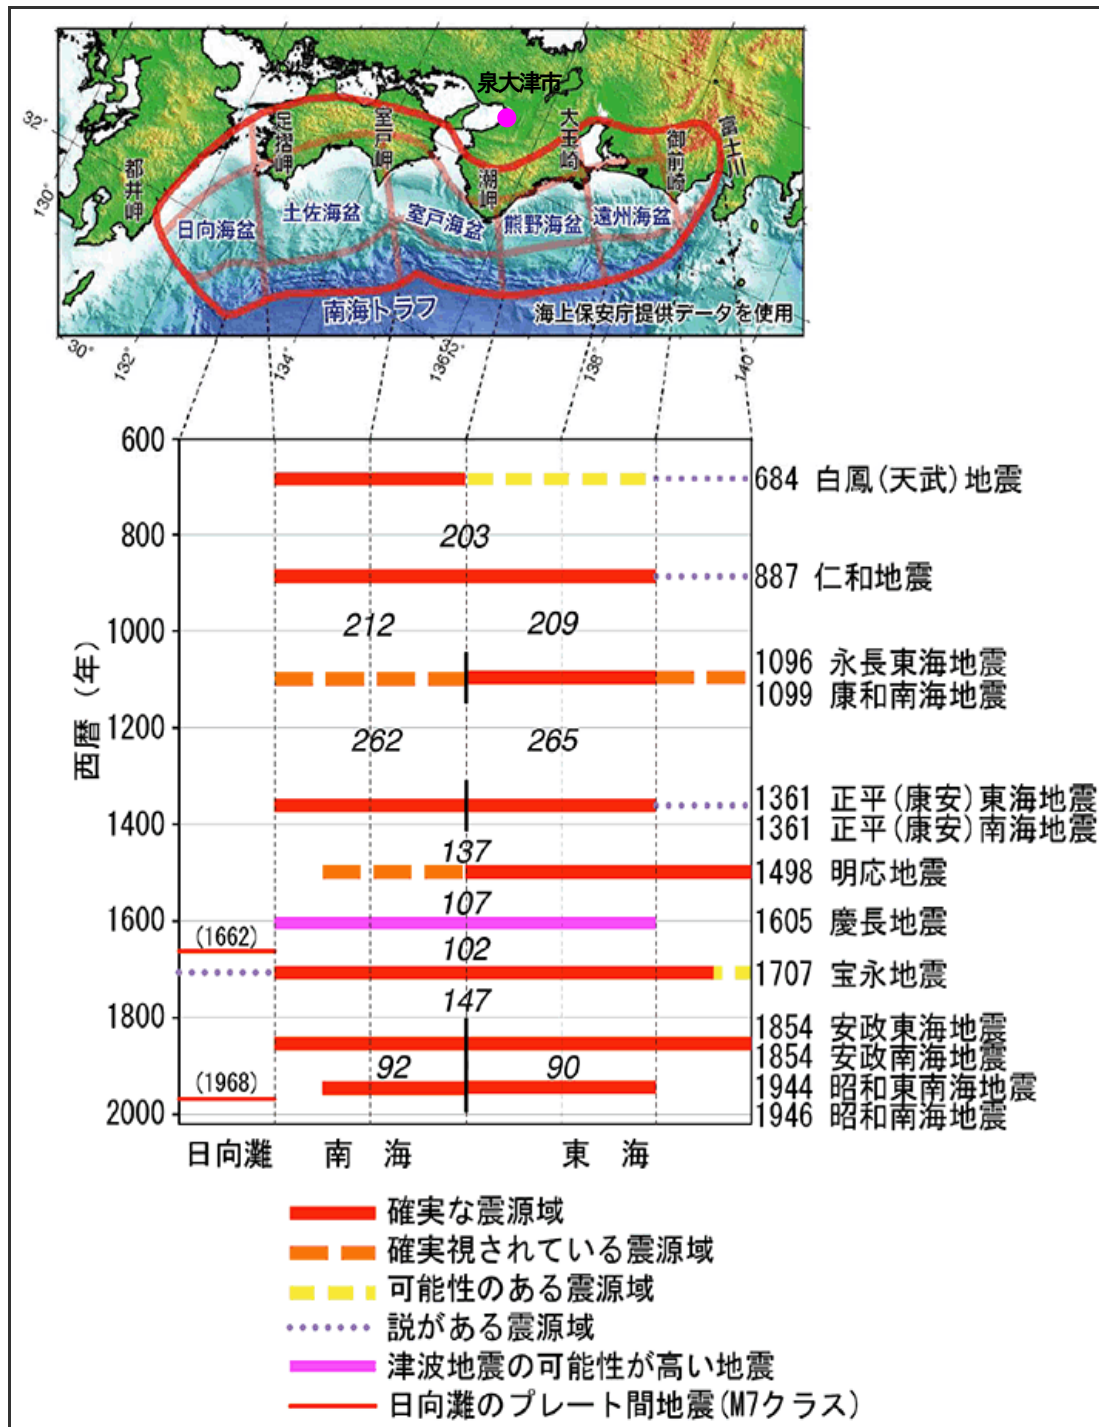 泉大津市
32°
130°
都井岬
足摺岬
室戸岬
潮岬
大王崎
御前崎
富士川
日向海盆
土佐海盆
室戸海盆
熊野海盆
遠州海盆
南海トラフ
海上保安庁提供データを使用
30°
132°
134°
136°
138°
140°
西暦(年)
600
684 白鳳(天武)地震
203
800
887 仁和地震
212
209
1000
1096 永長東海地震
1099 康和南海地震
1200
262
265
1361 正平(康安)東海地震
1361 正平(康安)南海地震
1400
137
1498 明応地震
107
1600
1605 慶長地震
(1662)
102
1707 宝永地震
147
1800
1854 安政東海地震
1854 安政南海地震
92
90
(1968)
1944 昭和東南海地震
1946 昭和南海地震
2000
日向灘 南 海 東 海
確実な震源域
確実視されている震源域
可能性のある震源域
説がある震源域
津波地震の可能性が高い地震
日向灘のプレート間地震(M7クラス)